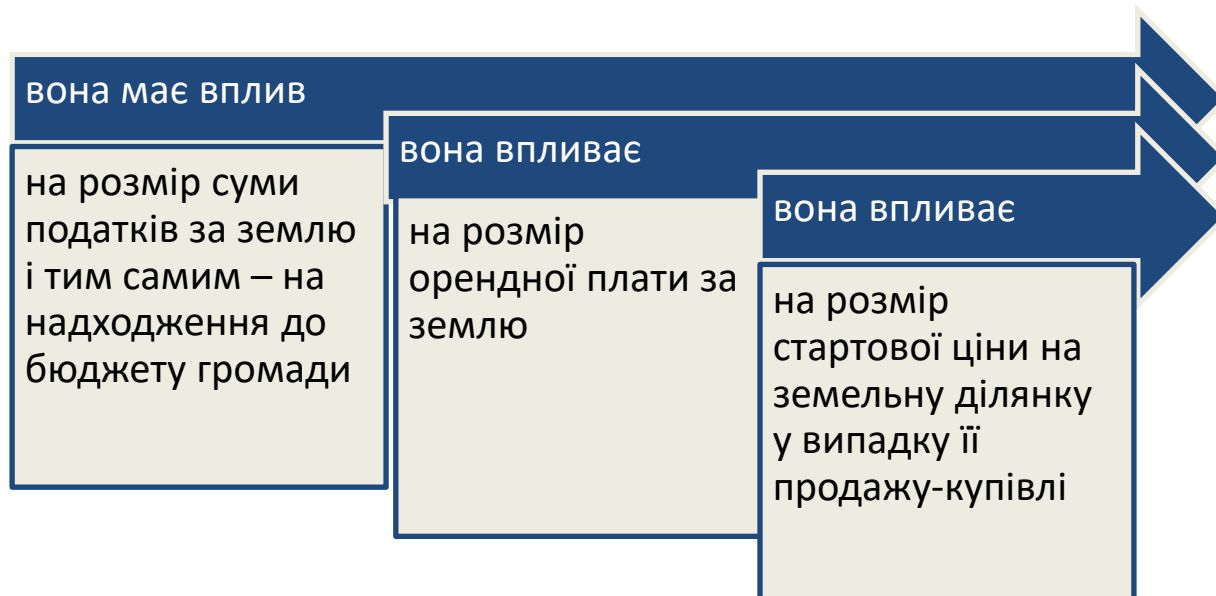 вона має вплив
на розмір суми
податків за землю
і тим самим – на
надходження до
бюджету громади
вона впливає
на розмір
орендної плати за
землю
вона впливає
на розмір
стартової ціни на
земельну ділянку
у випадку її
продажу-купівлі